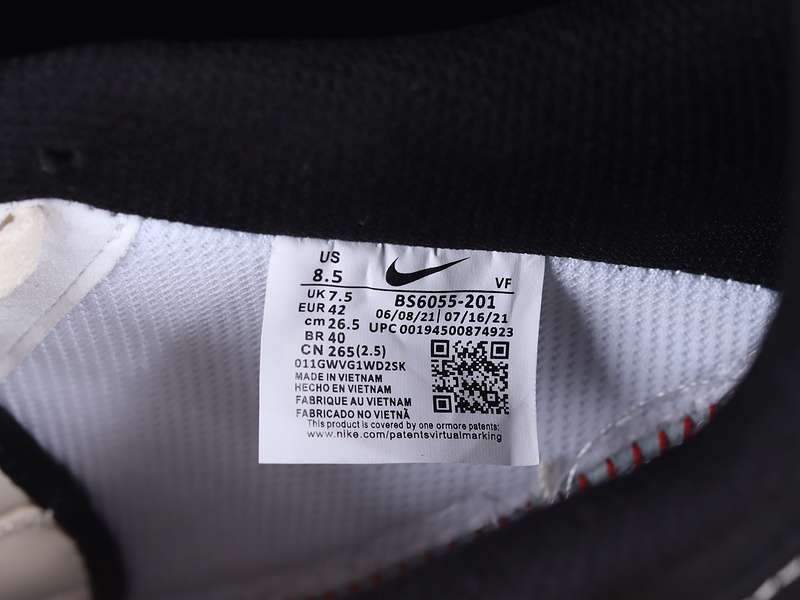 US
8.5
VF
UK 7.5
BS6055-201
EUR 42
06/08/21| 07/16/21
cm 26.5
UPC 00194500874923
BR 40
CN 265(2.5)
011GWVG1WD2SK
MADE IN VIETNAM
HECHO EN VIETNAM
FABRIQUE AU VIETNAM
FABRICADO NO VIETNÃ
This product is covered by one ormore patents:
www.nike.com/patentsvirtualmarking